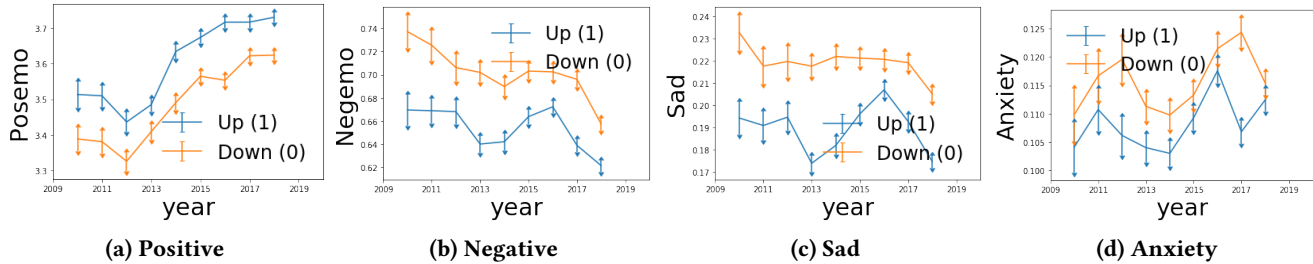 Posemo
3.7
3.6
3.5
3.4
3.3
Up (1)
Down (0)
2009 2011 2013 2015 2017 2019
year
(a) Positive
Negemo
0.74
0.72
0.70
0.68
0.66
0.64
0.62
Up (1)
Down (0)
2009 2011 2013 2015 2017 2019
year
(b) Negative
Sad
0.24
0.23
0.22
0.21
0.20
0.19
0.18
0.17
Up (1)
Down (0)
2009 2011 2013 2015 2017 2019
year
(c) Sad
Anxiety
0.125
0.120
0.115
0.110
0.105
0.100
Up (1)
Down (0)
2009 2011 2013 2015 2017 2019
year
(d) Anxiety